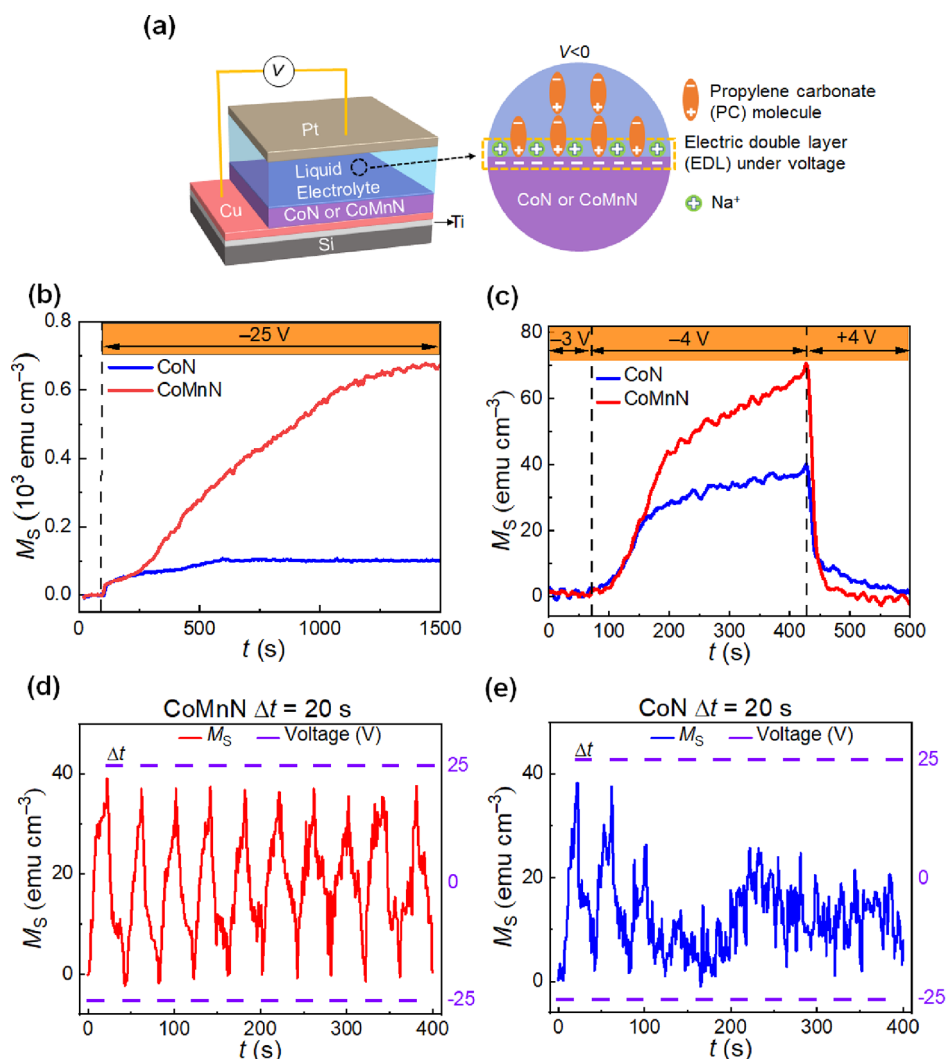 (a)
V
Pt
Liquid
Electrolyte
CoN or CoMnN
Cu
Ti
Si
V<0
CoN or CoMnN
Propylene carbonate
(PC) molecule
Electric double layer
(EDL) under voltage
Na⁺
(b)
–25 V
CoN
CoMnN
0.8
0.6
0.4
0.2
0.0
M_S (10³ emu cm⁻³)
0
500
1000
1500
t (s)
(c)
–3 V
–4 V
+4 V
CoN
CoMnN
80
60
40
20
0
M_S (emu cm⁻³)
0
100
200
300
400
500
600
t (s)
(d)
CoMnN Δt = 20 s
M_S
Voltage (V)
Δt
40
20
0
M_S (emu cm⁻³)
25
0
-25
0
100
200
300
400
t (s)
(e)
CoN Δt = 20 s
M_S
Voltage (V)
Δt
40
20
0
M_S (emu cm⁻³)
25
0
-25
0
100
200
300
400
t (s)